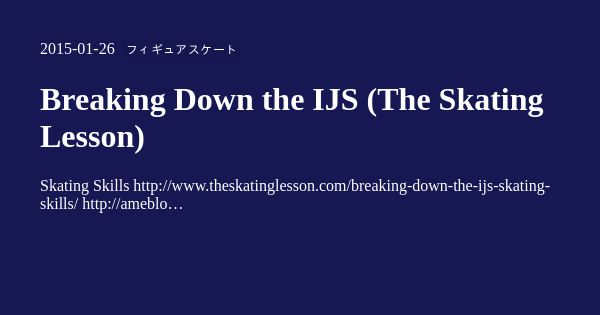 2015-01-26 フィギュアスケート
Breaking Down the IJS (The Skating
Lesson)
Skating Skills http://www.theskatinglesson.com/breaking-down-the-ijs-skating-
skills/ http://ameblo…